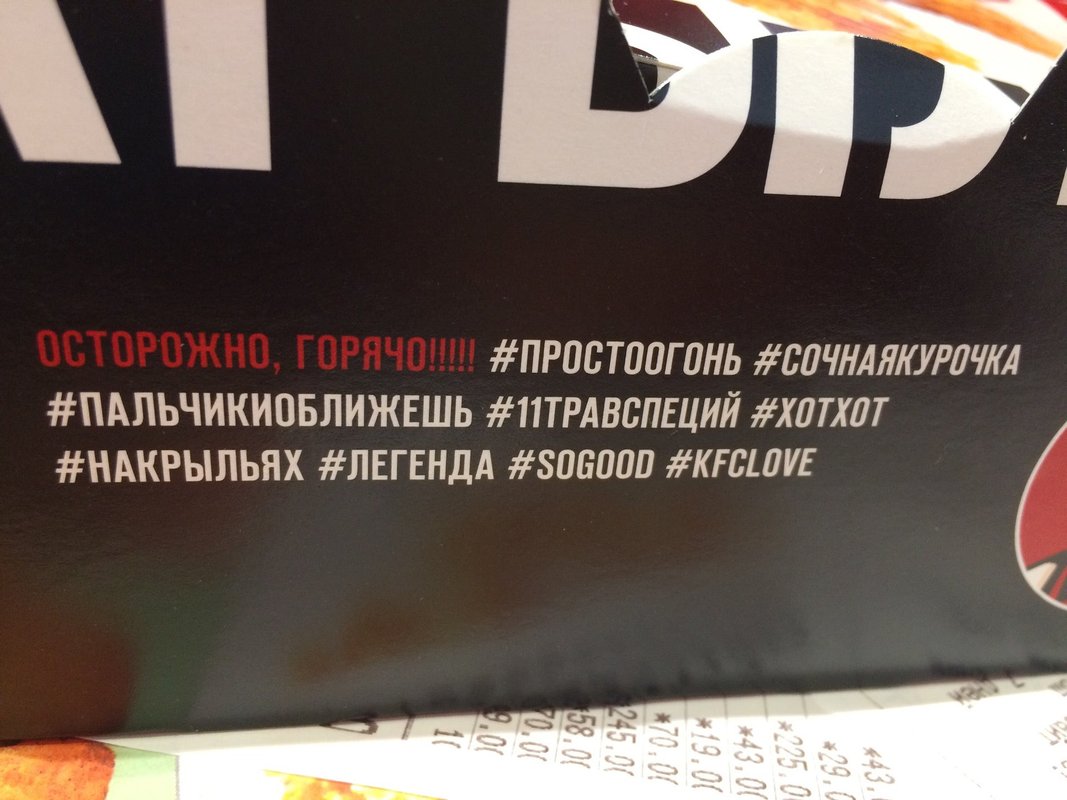 ОСТОРОЖНО, ГОРЯЧО!!!!! #ПРОСТООГОНЬ #СОЧНАЯКУРОЧКА
#ПАЛЬЧИКИОБЛИЖЕШЬ #11ТРАВСПЕЦИЙ #ХОТХОТ
#НАКРЫЛЬЯХ #ЛЕГЕНДА #SOGOOD #KFCLOVE